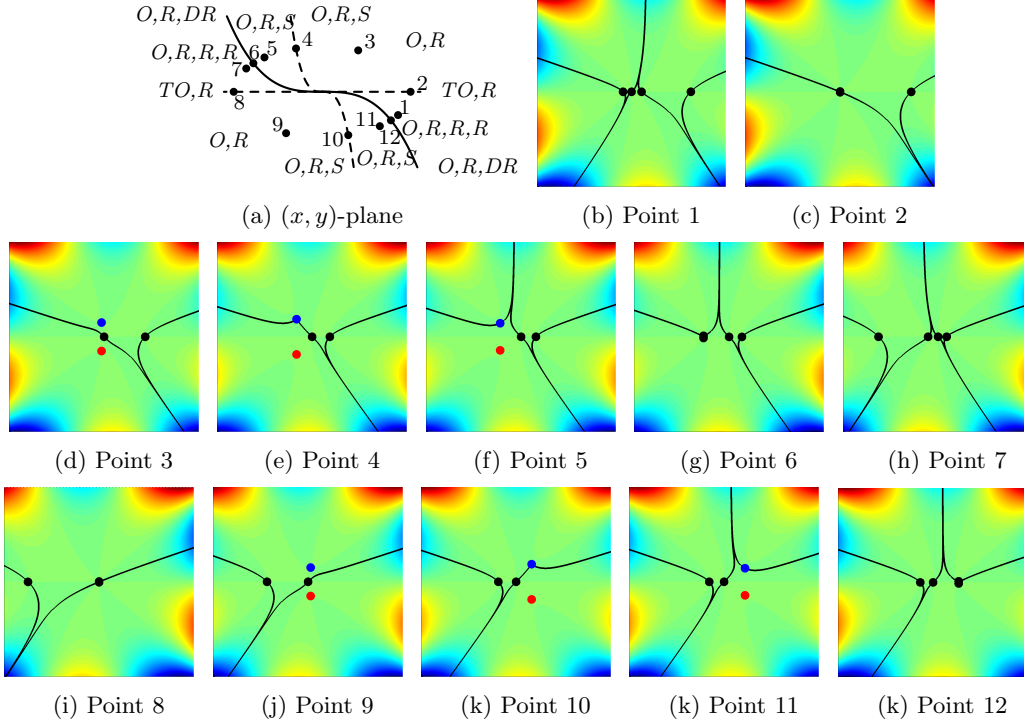 O,R,DR
O,R,S
O,R,S
4
3
O,R
O,R,R,R
6
5
7
TO,R
8
2
TO,R
1
11
O,R,R,R
9
10
12
O,R
O,R,S
O,R,S
O,R,DR
(a) (x, y)-plane
(b) Point 1
(c) Point 2
(d) Point 3
(e) Point 4
(f) Point 5
(g) Point 6
(h) Point 7
(i) Point 8
(j) Point 9
(k) Point 10
(k) Point 11
(k) Point 12